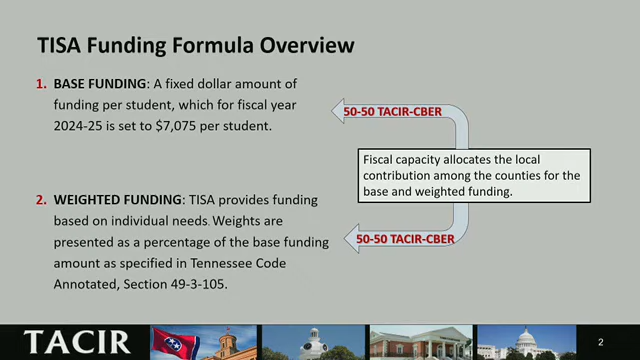 TISA Funding Formula Overview
1. BASE FUNDING: A fixed dollar amount of
funding per student, which for fiscal year
2024-25 is set to $7,075 per student.
50-50 TACIR-CBER
Fiscal capacity allocates the local
contribution among the counties for the
base and weighted funding.
2. WEIGHTED FUNDING: TISA provides funding
based on individual needs. Weights are
presented as a percentage of the base funding
amount as specified in Tennessee Code
Annotated, Section 49-3-105.
50-50 TACIR-CBER
TACIR
2